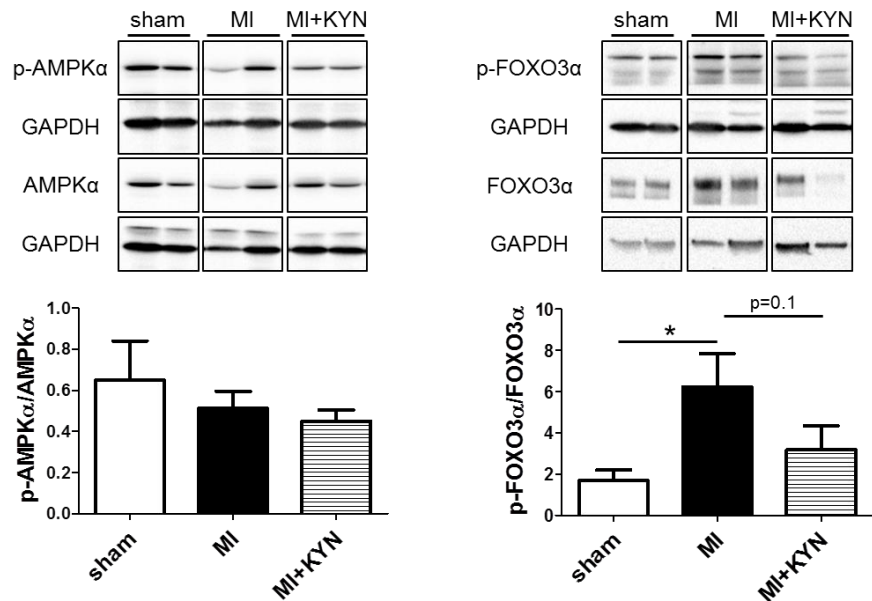 sham MI MI+KYN
p-AMPKα
GAPDH
AMPKα
GAPDH
p-AMPKα/AMPKα
1.0
0.8
0.6
0.4
0.2
0.0
sham
MI
MI+KYN
sham MI MI+KYN
p-FOXO3α
GAPDH
FOXO3α
GAPDH
p-FOXO3α/FOXO3α
10
8
6
4
2
0
*
p=0.1
sham
MI
MI+KYN